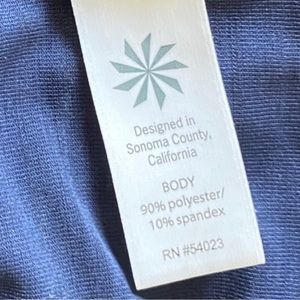 Designed in
Sonoma County,
California
BODY
90% polyester/
10% spandex
RN #54023